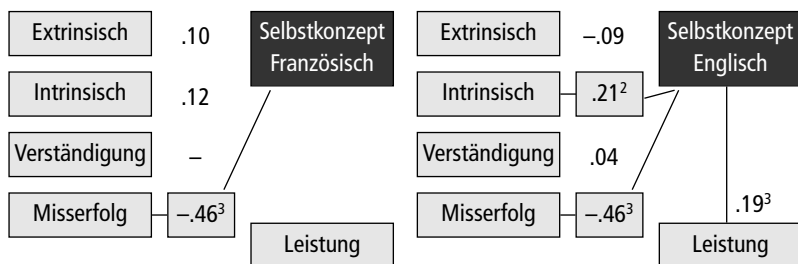 Extrinsisch .10 Selbstkonzept
Französisch
Intrinsisch .12
Verständigung –
Misserfolg –.46³
Leistung
Extrinsisch –.09 Selbstkonzept
Englisch
Intrinsisch .21²
Verständigung .04
Misserfolg –.46³ .19³
Leistung